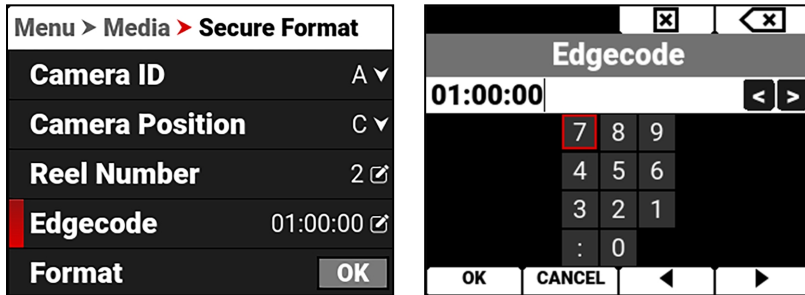 Menu > Media > Secure Format
Camera ID A
Camera Position C
Reel Number 2
Edgecode 01:00:00
Format OK
Edgecode
01:00:00 < >
7 8 9
4 5 6
3 2 1
: 0
OK CANCEL